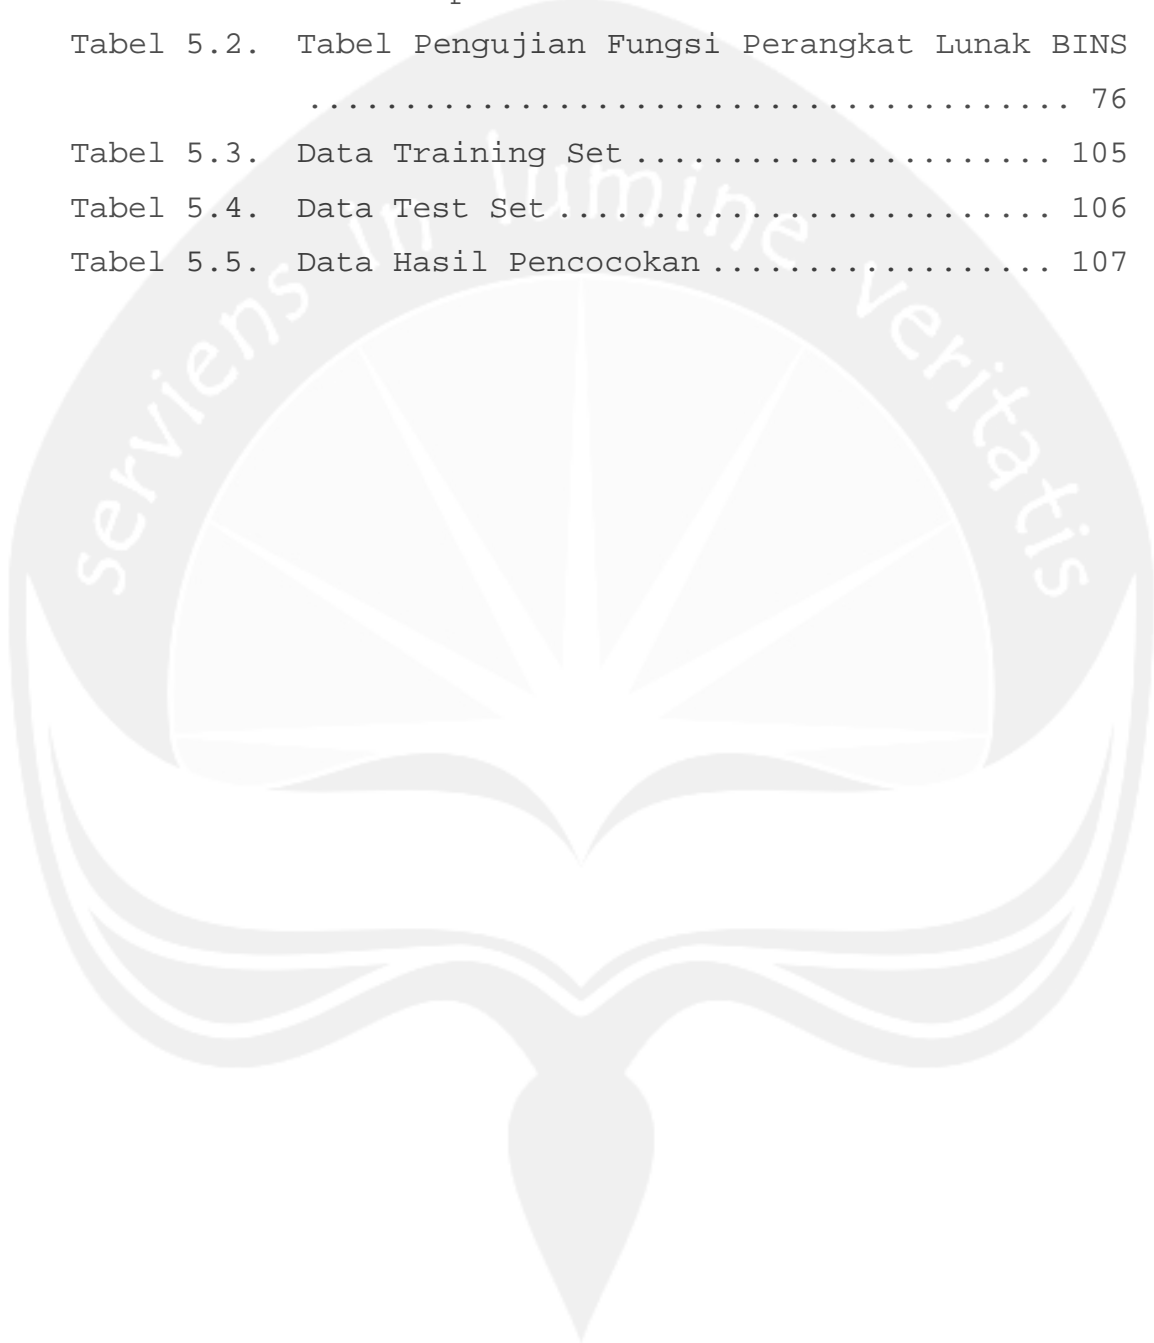 Tabel 5.2. Tabel Pengujian Fungsi Perangkat Lunak BINS
........................................ 76
Tabel 5.3. Data Training Set ...................... 105
Tabel 5.4. Data Test Set .......................... 106
Tabel 5.5. Data Hasil Pencocokan .................. 107
serviens in lumine veritatis